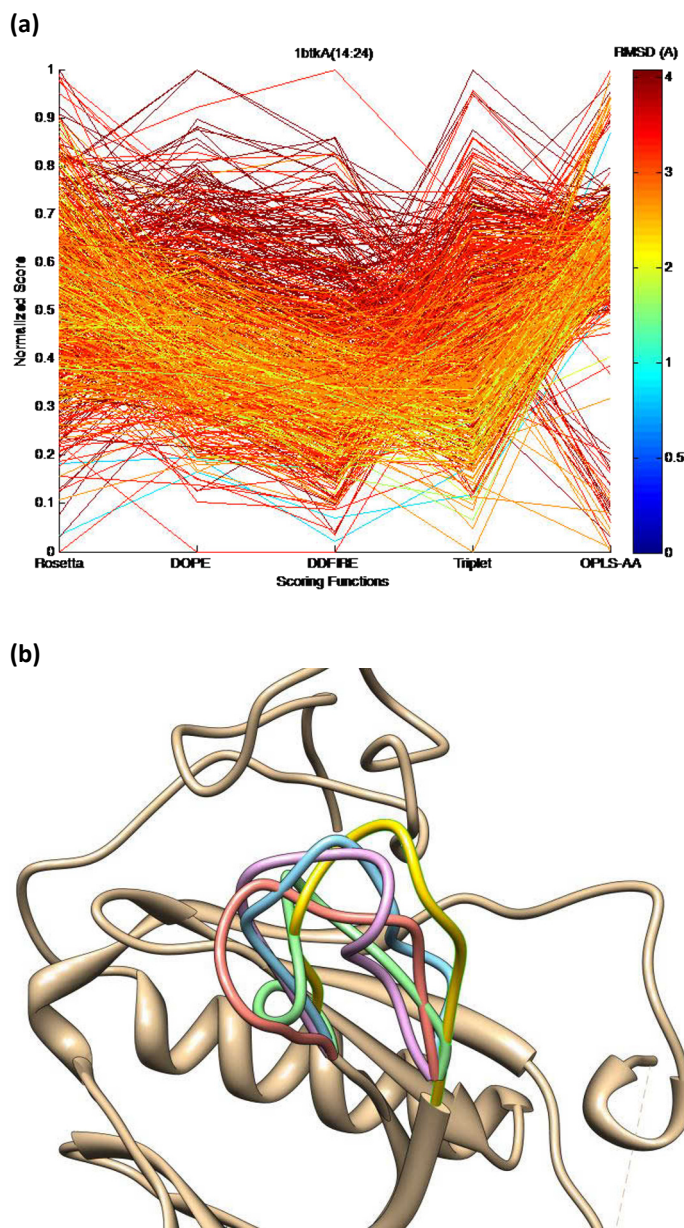 (a)
1btkA(14:24)
RMSD (A)
1
0.9
0.8
0.7
0.6
0.5
0.4
0.3
0.2
0.1
0
Normalized Score
Rosetta
DOPE
DDFIRE
Triplet
OPLS-AA
Scoring Functions
4
3
2
1
0.5
0
(b)